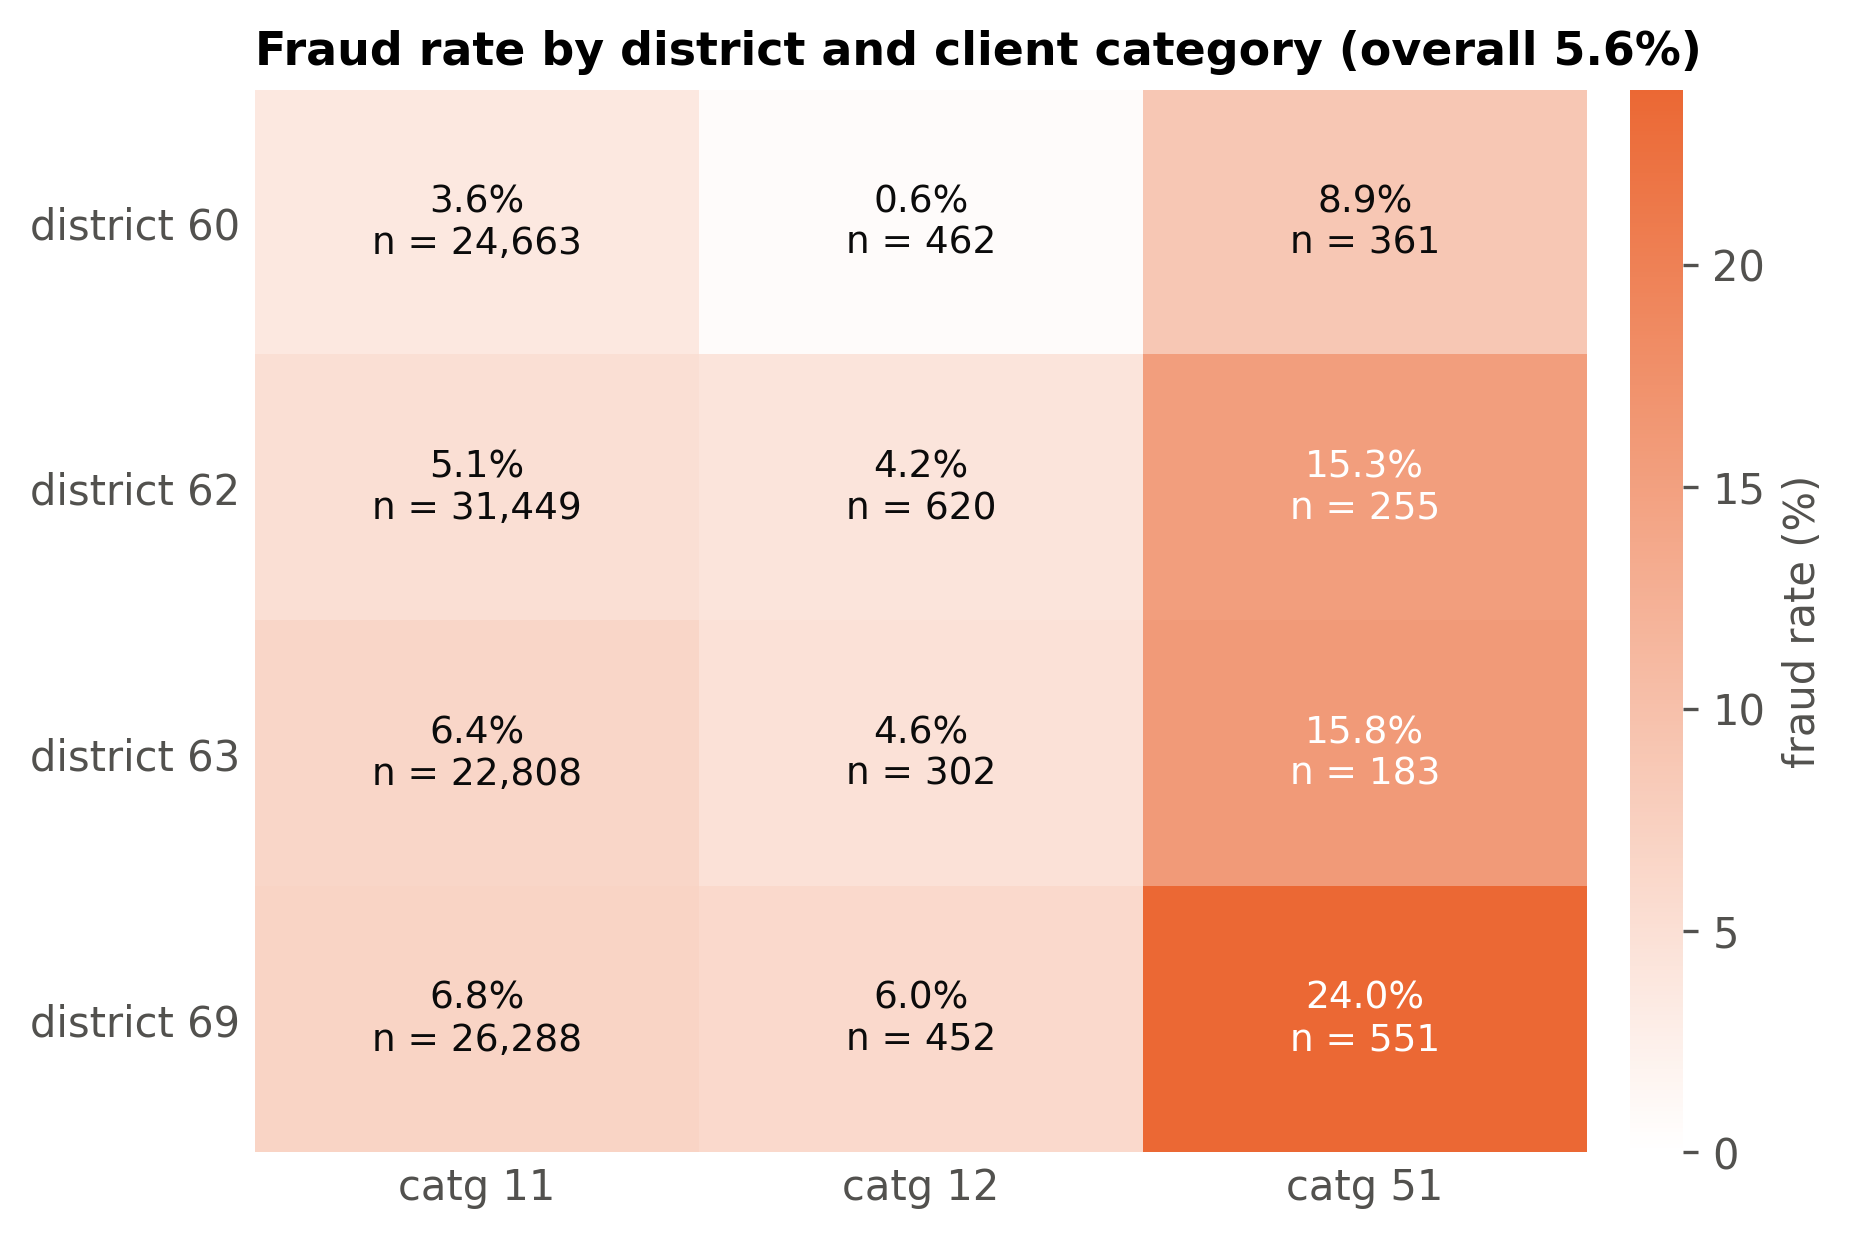 Fraud rate by district and client category (overall 5.6%)
district 60
3.6%
n = 24,663
0.6%
n = 462
8.9%
n = 361
district 62
5.1%
n = 31,449
4.2%
n = 620
15.3%
n = 255
district 63
6.4%
n = 22,808
4.6%
n = 302
15.8%
n = 183
district 69
6.8%
n = 26,288
6.0%
n = 452
24.0%
n = 551
catg 11
catg 12
catg 51
20
15
10
5
0
fraud rate (%)